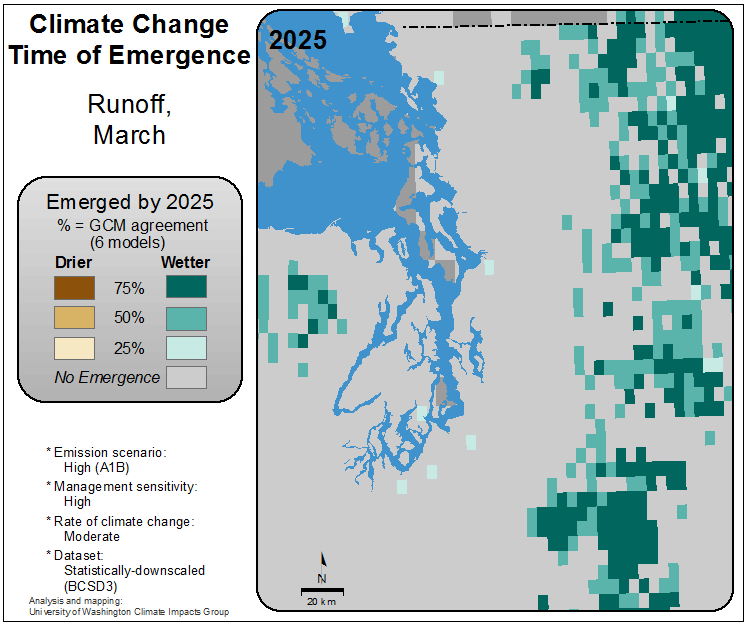 Climate Change
Time of Emergence
Runoff,
March
Emerged by 2025
% = GCM agreement
(6 models)
Drier
Wetter
75%
50%
25%
No Emergence
* Emission scenario:
High (A1B)
* Management sensitivity:
High
* Rate of climate change:
Moderate
* Dataset:
Statistically-downscaled
(BCSD3)
Analysis and mapping:
University of Washington Climate Impacts Group
2025
N
20 km